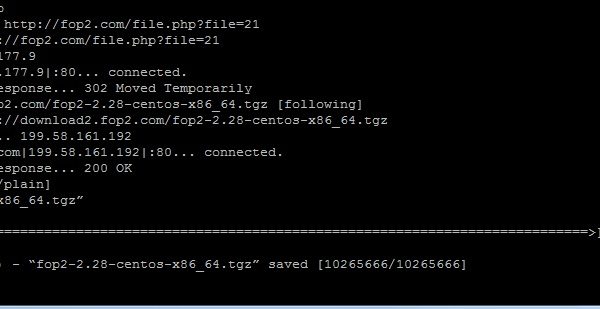 http://fop2.com/file.php?file=21
://fop2.com/file.php?file=21
177.9
.177.9|:80... connected.
esponse... 302 Moved Temporarily
p2.com/fop2-2.28-centos-x86_64.tgz [following]
://download2.fop2.com/fop2-2.28-centos-x86_64.tgz
.. 199.58.161.192
com|199.58.161.192|:80... connected.
esponse... 200 OK
/plain]
x86_64.tgz”
===========================================================================>]
- “fop2-2.28-centos-x86_64.tgz” saved [10265666/10265666]